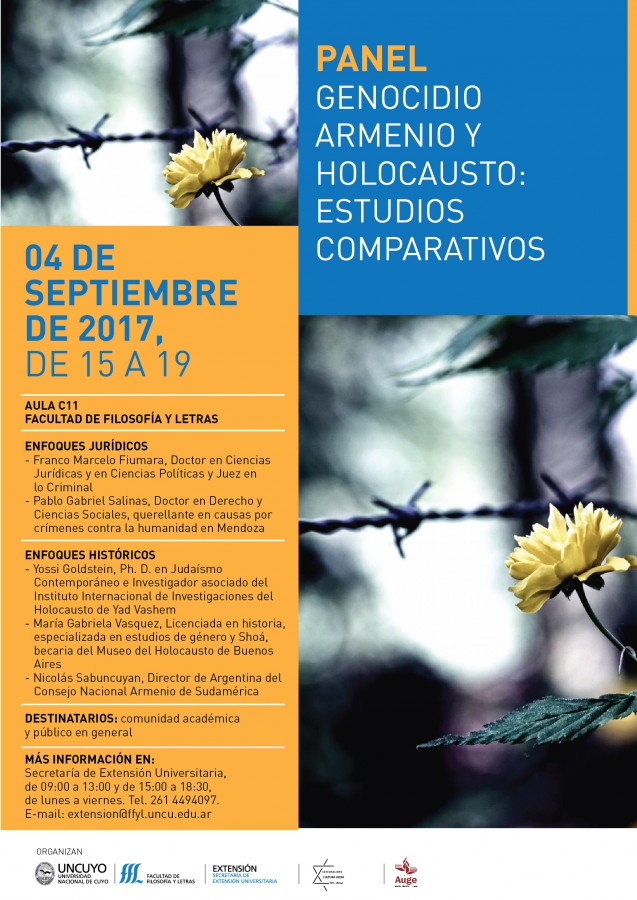 PANEL
GENOCIDIO
ARMENIO Y
HOLOCAUSTO:
ESTUDIOS
COMPARATIVOS
04 DE
SEPTIEMBRE
DE 2017,
DE 15 A 19
AULA C11
FACULTAD DE FILOSOFÍA Y LETRAS
ENFOQUES JURÍDICOS
- Franco Marcelo Fiumara, Doctor en Ciencias
Jurídicas y en Ciencias Políticas y Juez en
lo Criminal
- Pablo Gabriel Salinas, Doctor en Derecho y
Ciencias Sociales, querellante en causas por
crímenes contra la humanidad en Mendoza
ENFOQUES HISTÓRICOS
- Yossi Goldstein, Ph. D. en Judaísmo
Contemporáneo e Investigador asociado del
Instituto Internacional de Investigaciones del
Holocausto de Yad Vashem
- María Gabriela Vasquez, Licenciada en historia,
especializada en estudios de género y Shoá,
becaria del Museo del Holocausto de Buenos
Aires
- Nicolás Sabuncuyan, Director de Argentina del
Consejo Nacional Armenio de Sudamérica
DESTINATARIOS: comunidad académica
y público en general
MÁS INFORMACIÓN EN:
Secretaría de Extensión Universitaria,
de 09:00 a 13:00 y de 15:00 a 18:30,
de lunes a viernes. Tel. 261 4494097.
E-mail: extension@ffyl.uncu.edu.ar
ORGANIZAN
UNCUYO
UNIVERSIDAD
NACIONAL DE CUYO
FACULTAD DE
FILOSOFÍA Y LETRAS
EXTENSIÓN
SECRETARÍA DE
EXTENSIÓN UNIVERSITARIA
Auge